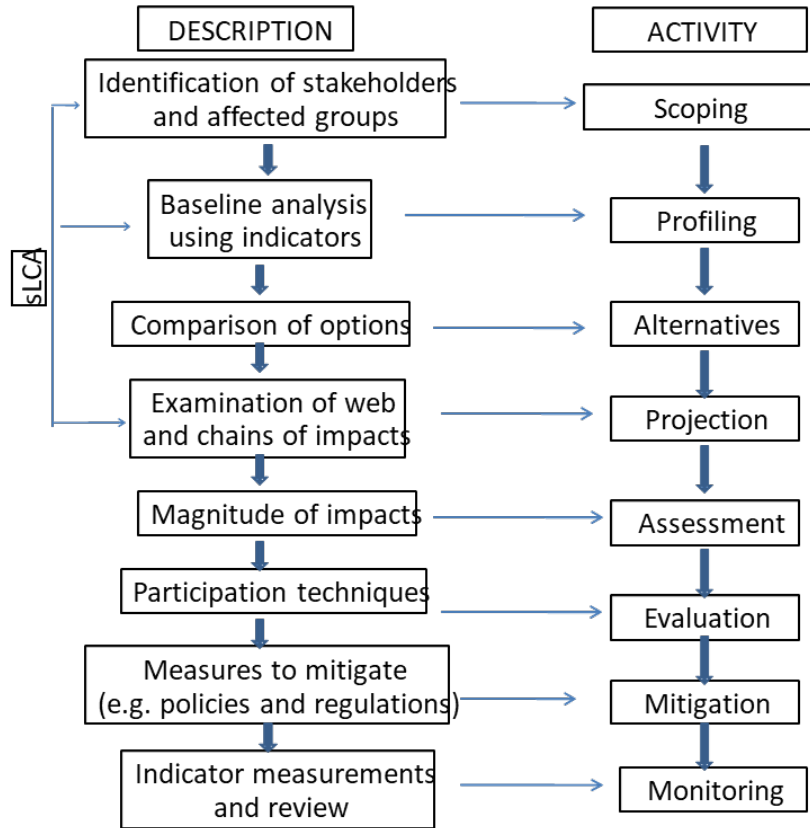 DESCRIPTION
ACTIVITY
Identification of stakeholders
and affected groups
Scoping
Baseline analysis
using indicators
Profiling
sLCA
Comparison of options
Alternatives
Examination of web
and chains of impacts
Projection
Magnitude of impacts
Assessment
Participation techniques
Evaluation
Measures to mitigate
(e.g. policies and regulations)
Mitigation
Indicator measurements
and review
Monitoring